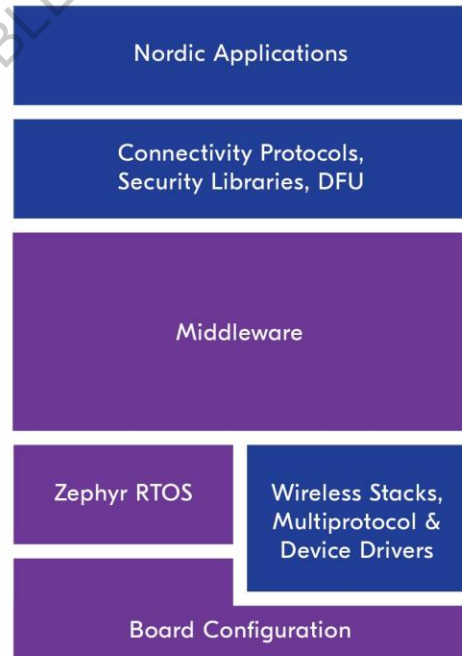 Nordic Applications
Connectivity Protocols,
Security Libraries, DFU
Middleware
Zephyr RTOS
Wireless Stacks,
Multiprotocol &
Device Drivers
Board Configuration